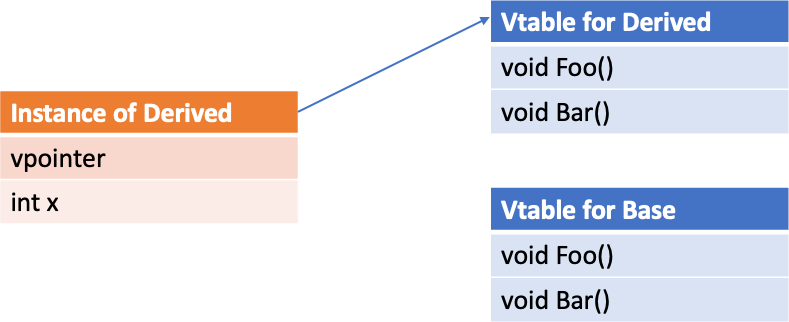 Instance of Derived
vpointer
int x
Vtable for Derived
void Foo()
void Bar()
Vtable for Base
void Foo()
void Bar()